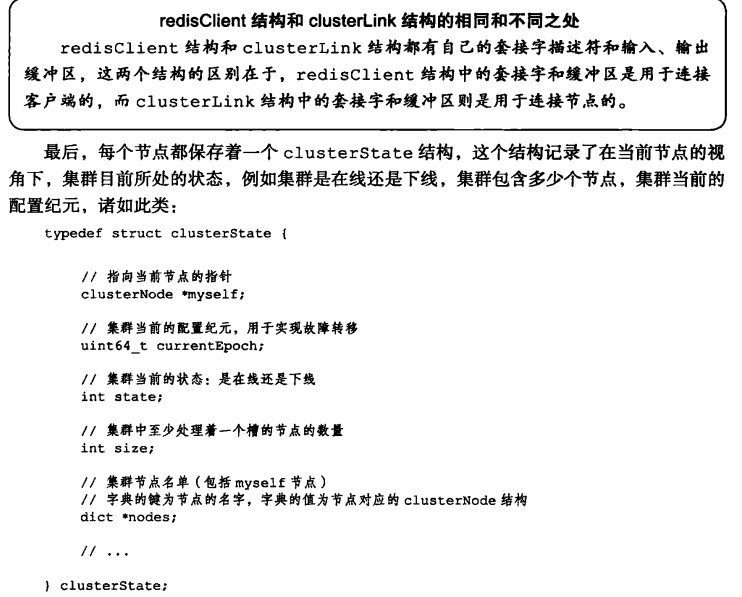 redisClient 结构和 clusterLink 结构的相同和不同之处
redisClient 结构和 clusterLink 结构都有自己的套接字描述符和输入、输出
缓冲区，这两个结构的区别在于，redisClient 结构中的套接字和缓冲区是用于连接
客户端的，而 clusterLink 结构中的套接字和缓冲区则是用于连接节点的。
最后，每个节点都保存着一个 clusterState 结构，这个结构记录了在当前节点的视
角下，集群目前所处的状态，例如集群是在线还是下线，集群包含多少个节点，集群当前的
配置纪元，诸如此类：
typedef struct clusterState {
// 指向当前节点的指针
clusterNode *myself;
// 集群当前的配置纪元，用于实现故障转移
uint64_t currentEpoch;
// 集群当前的状态：是在线还是下线
int state;
// 集群中至少处理着一个槽的节点的数量
int size;
// 集群节点名单（包括 myself 节点）
// 字典的键为节点的名字，字典的值为节点对应的 clusterNode 结构
dict *nodes;
// ...
} clusterState;